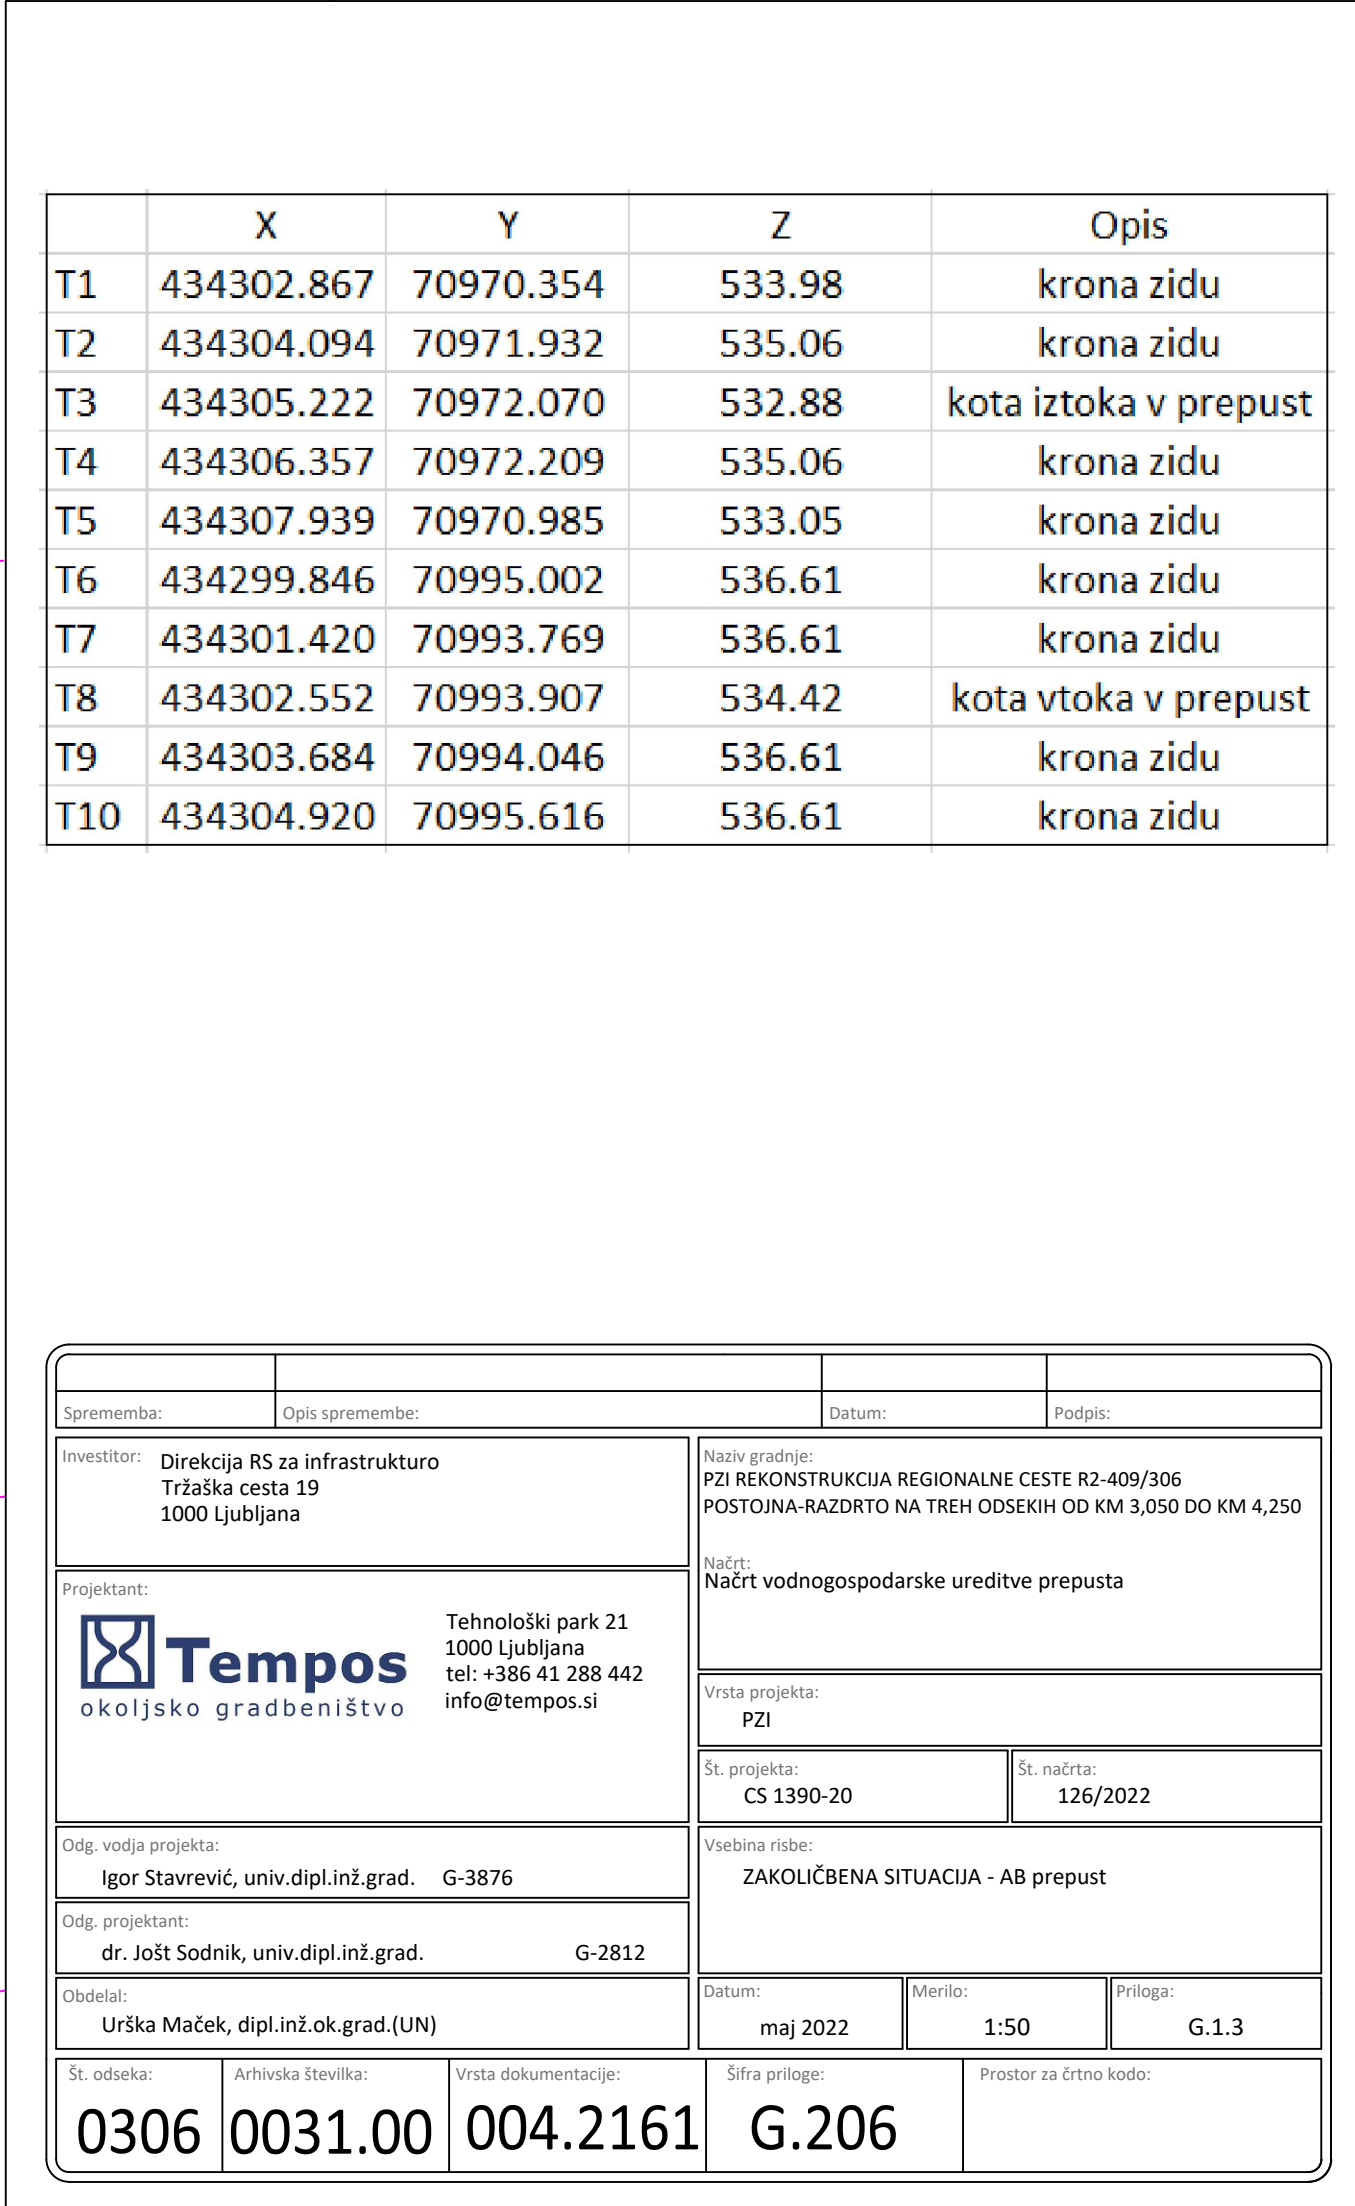 X Y Z Opis
T1 434302.867 70970.354 533.98 krona zidu
T2 434304.094 70971.932 535.06 krona zidu
T3 434305.222 70972.070 532.88 kota iztoka v prepust
T4 434306.357 70972.209 535.06 krona zidu
T5 434307.939 70970.985 533.05 krona zidu
T6 434299.846 70995.002 536.61 krona zidu
T7 434301.420 70993.769 536.61 krona zidu
T8 434302.552 70993.907 534.42 kota vtoka v prepust
T9 434303.684 70994.046 536.61 krona zidu
T10 434304.920 70995.616 536.61 krona zidu
Sprememba: Opis spremembe: Datum: Podpis:
Investitor: Direkcija RS za infrastrukturo
Tržaška cesta 19
1000 Ljubljana
Naziv gradnje:
PZI REKONSTRUKCIJA REGIONALNE CESTE R2-409/306
POSTOJNA-RAZDRTO NA TREH ODSEKIH OD KM 3,050 DO KM 4,250
Načrt:
Načrt vodnogospodarske ureditve prepusta
Projektant:
Tempos
okoljsko gradbeništvo
Tehnološki park 21
1000 Ljubljana
tel: +386 41 288 442
info@tempos.si
Vrsta projekta:
PZI
Št. projekta:
CS 1390-20
Št. načrta:
126/2022
Odg. vodja projekta:
Igor Stavrević, univ.dipl.inž.grad. G-3876
Vsebina risbe:
ZAKOLIČBENA SITUACIJA - AB prepust
Odg. projektant:
dr. Jošt Sodnik, univ.dipl.inž.grad. G-2812
Obdelal:
Urška Maček, dipl.inž.ok.grad.(UN)
Datum:
maj 2022
Merilo:
1:50
Priloga:
G.1.3
Št. odseka:
0306
Arhivska številka:
0031.00
Vrsta dokumentacije:
004.2161
Šifra priloge:
G.206
Prostor za črtno kodo: